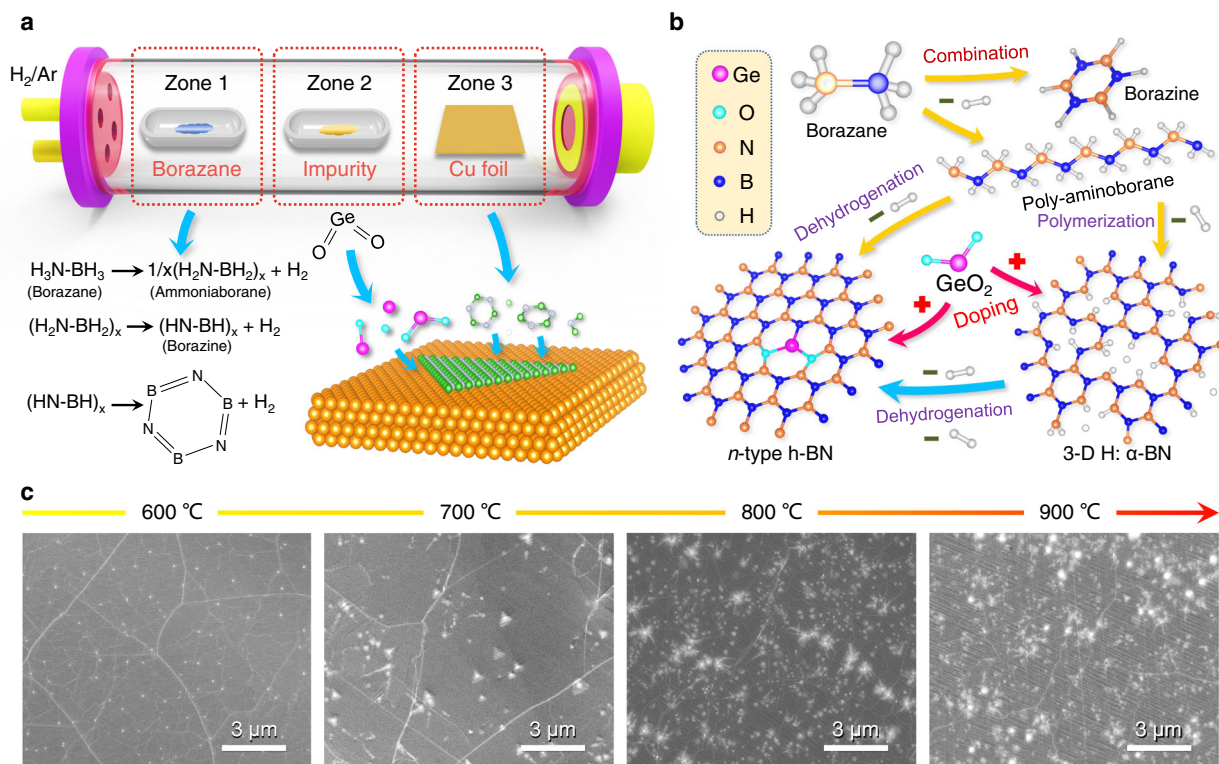 a
H₂/Ar
Zone 1
Zone 2
Zone 3
Borazane
Impurity
Cu foil
Ge
O
O
H₃N-BH₃ → 1/x(H₂N-BH₂)ₓ + H₂
(Borazane) (Ammoniaborane)
(H₂N-BH₂)ₓ → (HN-BH)ₓ + H₂
(Borazine)
(HN-BH)ₓ →
B
N
B
N
B
N
+ H₂
b
Ge
O
N
B
H
Borazane
Combination
Borazine
Poly-aminoborane
Dehydrogenation
Polymerization
GeO₂
Doping
Dehydrogenation
n-type h-BN
3-D H: α-BN
c
600 ℃
700 ℃
800 ℃
900 ℃
3 µm
3 µm
3 µm
3 µm